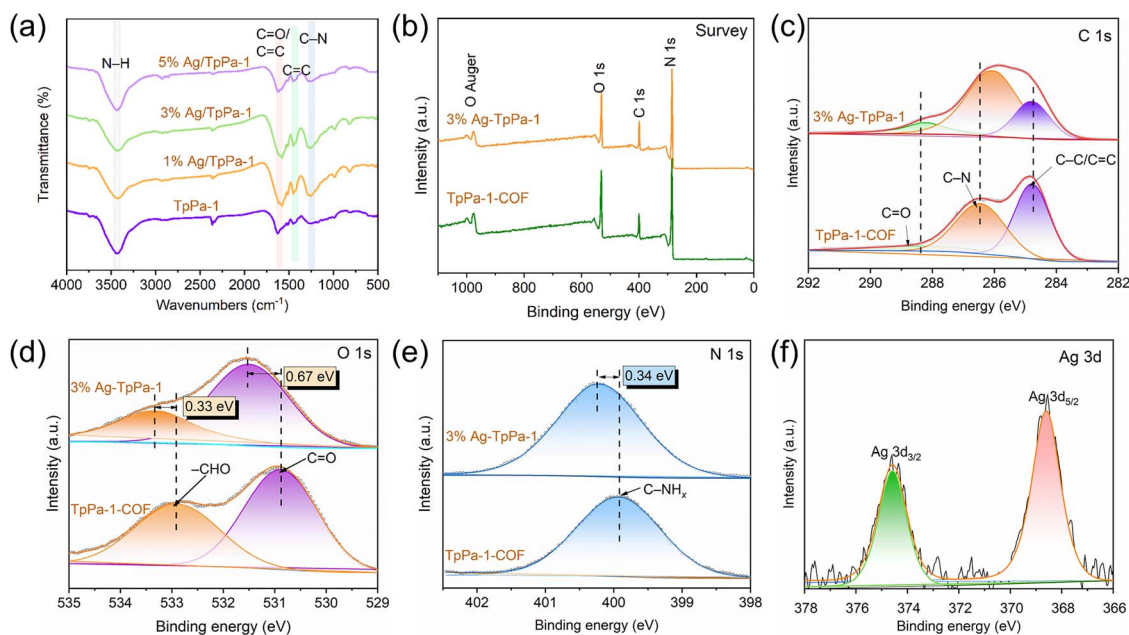 (a)
N–H
C=O/
C=C
C=C
C–N
5% Ag/TpPa-1
3% Ag/TpPa-1
1% Ag/TpPa-1
TpPa-1
Transmittance (%)
4000 3500 3000 2500 2000 1500 1000 500
Wavenumbers (cm⁻¹)
(b)
Survey
O Auger
O 1s
C 1s
N 1s
3% Ag-TpPa-1
TpPa-1-COF
Intensity (a.u.)
1000 800 600 400 200 0
Binding energy (eV)
(c)
C 1s
3% Ag-TpPa-1
C–C/C=C
C–N
C=O
TpPa-1-COF
Intensity (a.u.)
292 290 288 286 284 282
Binding energy (eV)
(d)
O 1s
3% Ag-TpPa-1
0.67 eV
0.33 eV
–CHO
C=O
TpPa-1-COF
Intensity (a.u.)
535 533 532 531 530 529
Binding energy (eV)
(e)
N 1s
0.34 eV
3% Ag-TpPa-1
C–NHₓ
TpPa-1-COF
Intensity (a.u.)
402 401 400 399 398
Binding energy (eV)
(f)
Ag 3d
Ag 3d5/2
Ag 3d3/2
Intensity (a.u.)
378 376 374 372 370 368 366
Binding energy (eV)